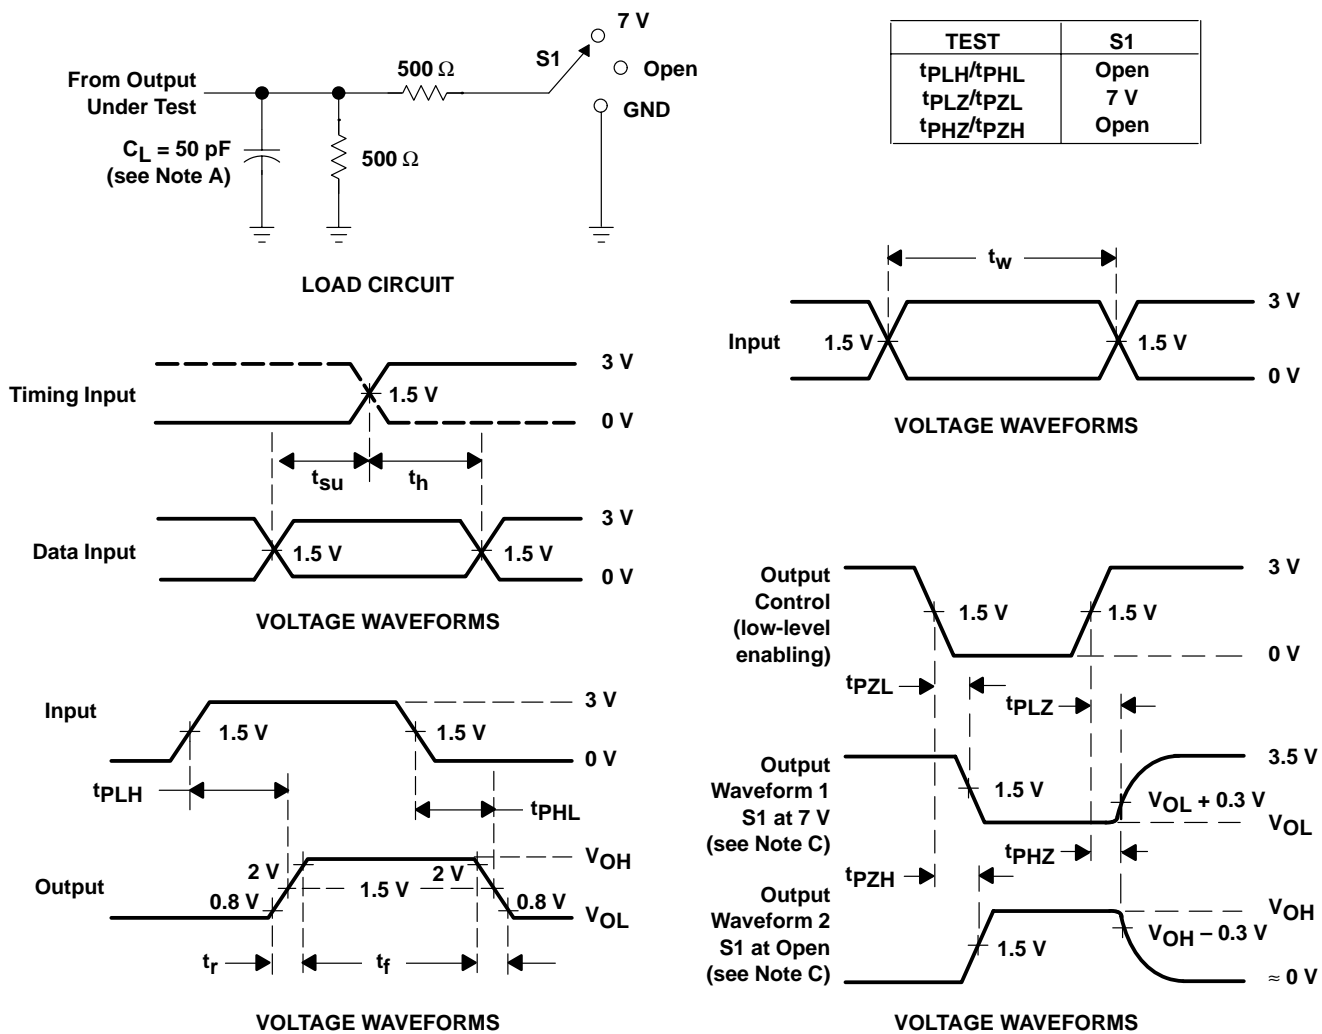 7 V
S1
Open
500 Ω
From Output
Under Test
GND
C_L = 50 pF
(see Note A)
500 Ω
LOAD CIRCUIT
TEST S1
tPLH/tPHL Open
tPLZ/tPZL 7 V
tPHZ/tPZH Open
tw
3 V
Input
1.5 V 1.5 V
0 V
VOLTAGE WAVEFORMS
3 V
Timing Input
1.5 V
0 V
tsu th
3 V
Data Input
1.5 V 1.5 V
0 V
VOLTAGE WAVEFORMS
3 V
Input
1.5 V 1.5 V
0 V
tPLH
tPHL
VOH
2 V 2 V
Output
1.5 V
0.8 V 0.8 V
VOL
tr tf
VOLTAGE WAVEFORMS
Output
Control
(low-level
enabling)
3 V
1.5 V 1.5 V
0 V
tPZL
tPLZ
Output
Waveform 1
S1 at 7 V
(see Note C)
3.5 V
1.5 V
VOL + 0.3 V
VOL
tPHZ
tPZH
Output
Waveform 2
S1 at Open
(see Note C)
VOH
VOH – 0.3 V
1.5 V
≈ 0 V
VOLTAGE WAVEFORMS